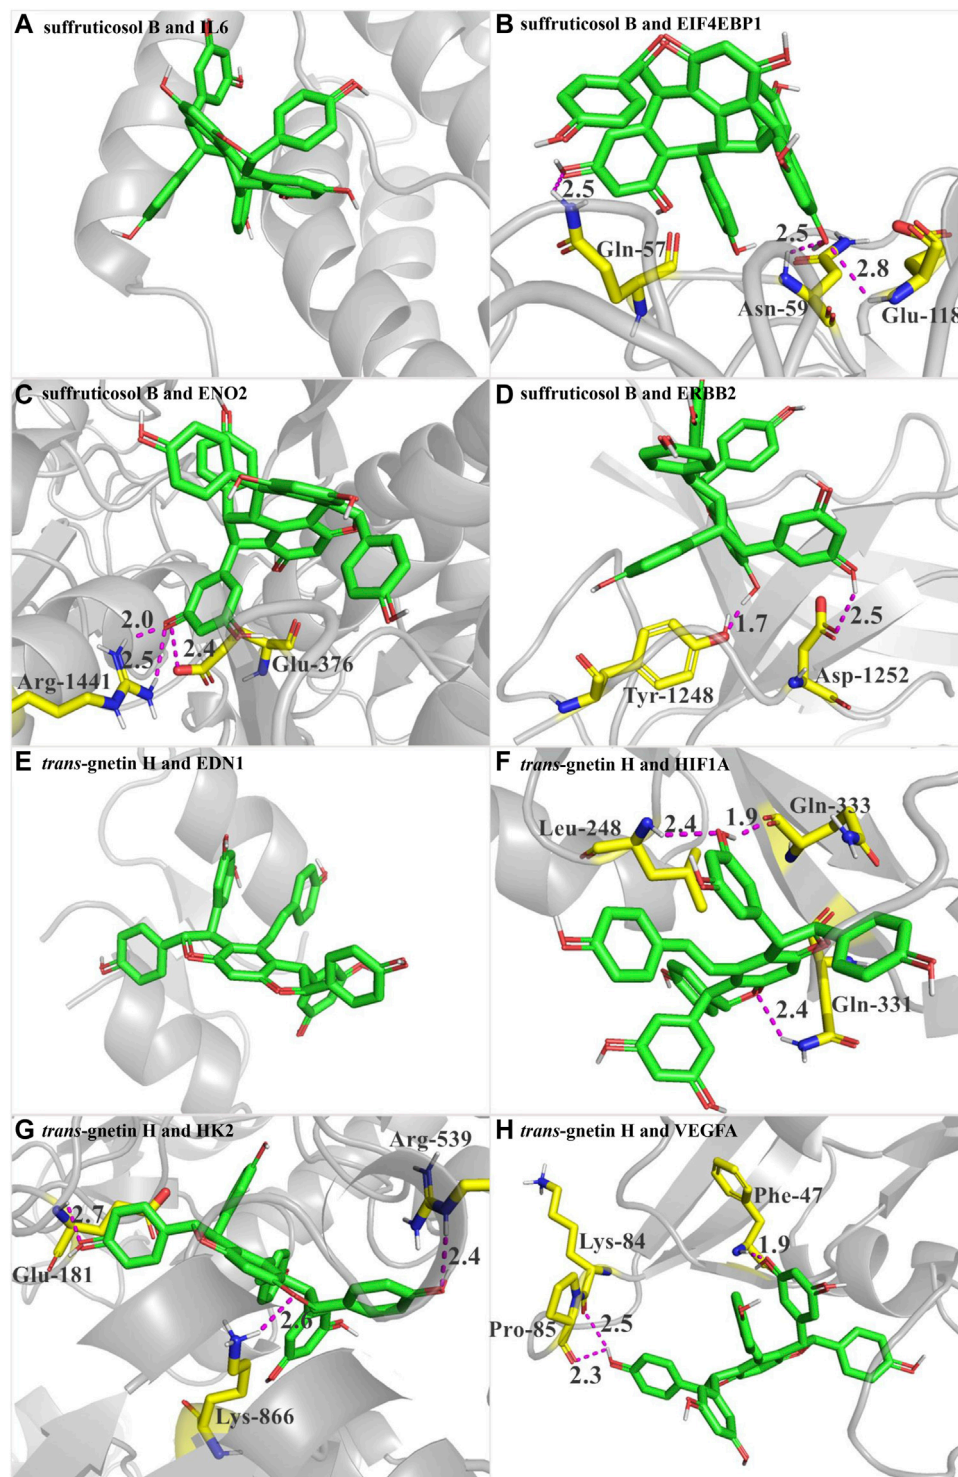 A suffruticosol B and IL6
B suffruticosol B and EIF4EBP1
2.5
Gln-57
2.5
2.8
Asn-59
Glu-118
C suffruticosol B and ENO2
2.0
2.5
2.4
Arg-1441
Glu-376
D suffruticosol B and ERBB2
1.7
2.5
Tyr-1248
Asp-1252
E trans-gnetin H and EDN1
F trans-gnetin H and HIF1A
Leu-248
2.4
1.9
Gln-333
Gln-331
2.4
G trans-gnetin H and HK2
Arg-539
2.7
Glu-181
2.4
2.6
Lys-866
H trans-gnetin H and VEGFA
Phe-47
Lys-84
1.9
Pro-85
2.5
2.3